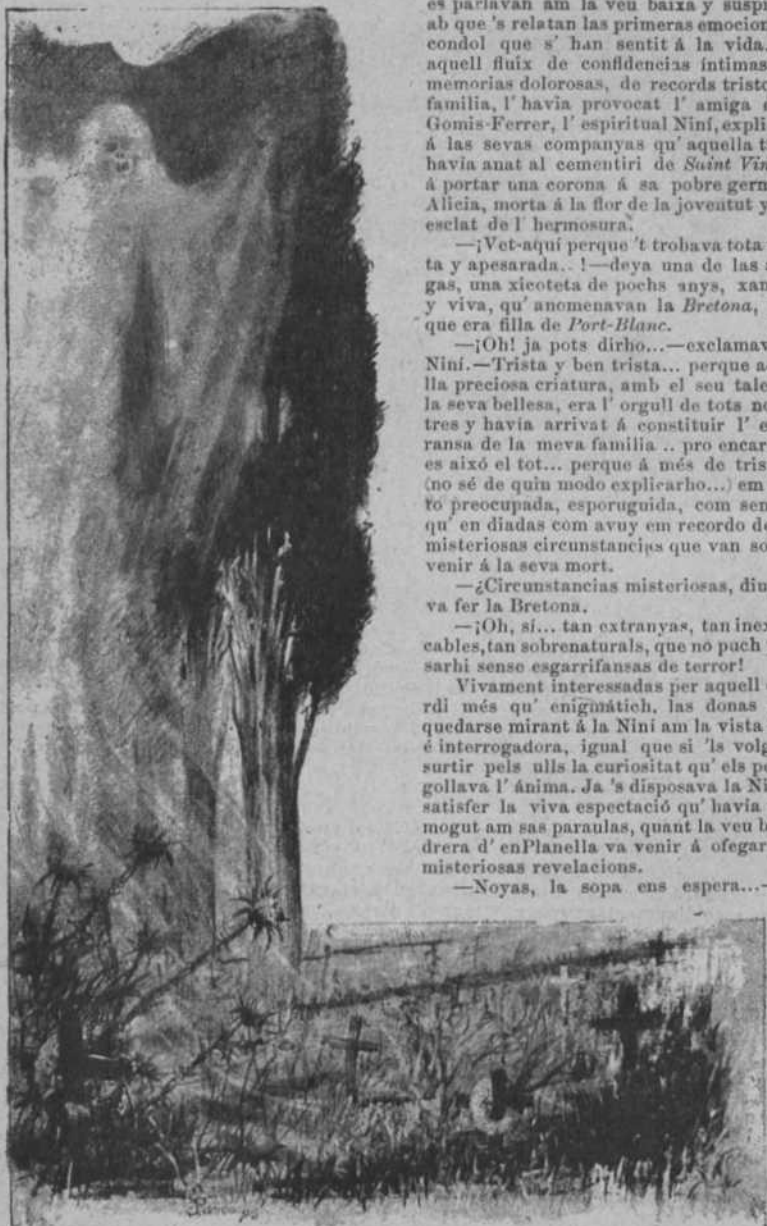 es parlavan am la veu baixa y suspi
ab que 's relatan las primeras emocion
condol que s' han sentit á la vida.
aquell fluix de confidencias íntimas
memorias dolorosas, de records tristo
familia, l' havia provocat l' amiga
Gomis-Ferrer, l' espiritual Niní, expli
á las sevas companyas qu' aquella t
havia anat al cementiri de Saint Vin
á portar una corona á sa pobre germ
Alicia, morta á la flor de la joventut y
esclat de l' hermosura.
—¡Vet-aquí perque 't trobava tota
ta y apesarada.. !—deya una de las
gas, una xicoteta de pochs anys, xan
y viva, qu' anomenavan la Bretona,
que era filla de Port-Blanc.
—¡Oh! ja pots dirho...—exclamav
Niní.—Trista y ben trista... perque a
lla preciosa criatura, amb el seu tale
la seva bellesa, era l' orgull de tots no
tres y havia arrivat á constituir l' e
ransa de la meva familia .. pro encar
es aixó el tot... perque á més de tris
(no sé de quin modo explicarho...) em
ro preocupada, esporuguida, com sem
qu' en diadas com avuy em recordo de
misteriosas circunstancias que van so
venir á la seva mort.
—¿Circunstancias misteriosas, diu
va fer la Bretona.
—¡Oh, sí... tan extranyas, tan inex
cables, tan sobrenaturals, que no puch
sarhi sense esgarrifansas de terror!
Vivament interessadas per aquell
rdi més qu' enigmátich, las donas
quedarse mirant á la Niní am la vista
é interrogadora, igual que si 'ls volg
surtir pels ulls la curiositat qu' els pe
gollava l' ánima. Ja 's disposava la Ni
satisfer la viva espectació qu' havia
mogut am sas paraulas, quant la veu b
drera d' enPlanella va venir á ofegar
misteriosas revelacions.
—Noyas, la sopa ens espera...—